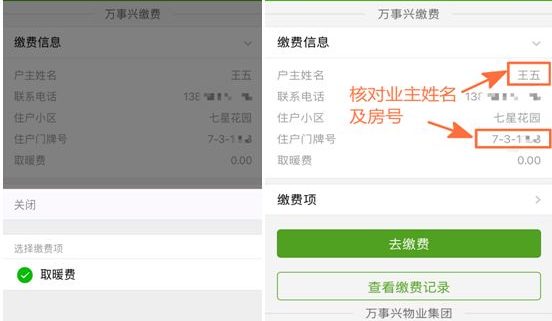 万事兴缴费
缴费信息
户主姓名 王五
联系电话 138
住户小区 七星花园
住户门牌号 7-3-1
取暖费 0.00
关闭
选择缴费项
取暖费
万事兴缴费
缴费信息
户主姓名 王五
联系电话 138
住户小区 七星花园
住户门牌号 7-3-1
取暖费 0.00
核对业主姓名
及房号
缴费项
去缴费
查看缴费记录
万事兴物业集团